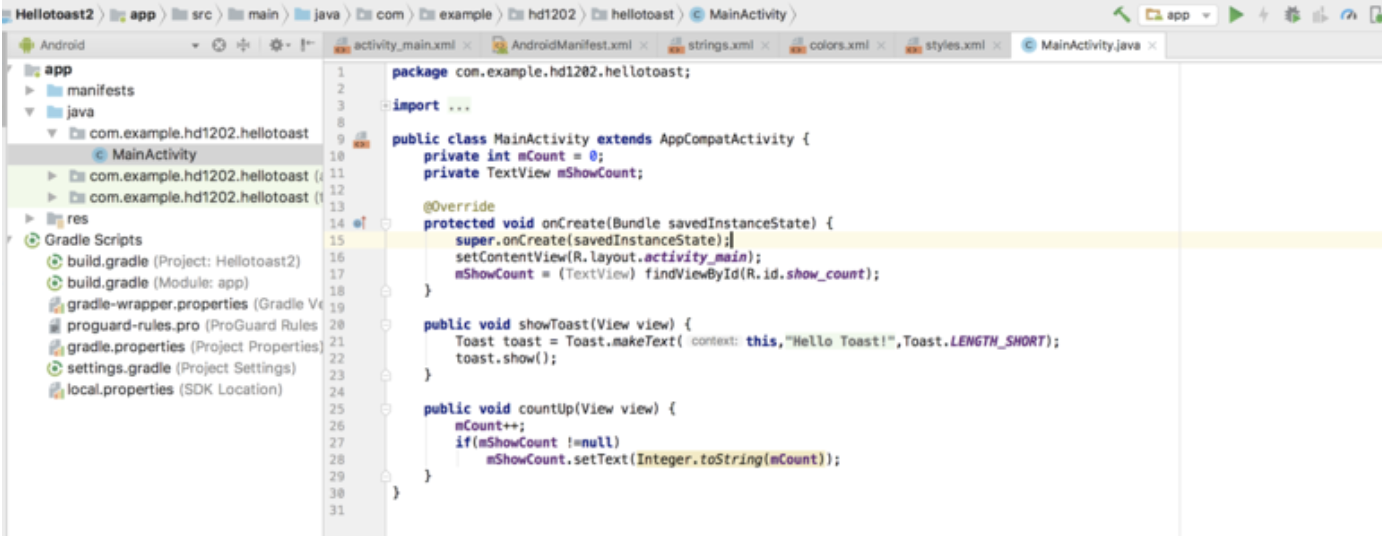 Hellotoast2 app src main java com example hd1202 hellotoast MainActivity app
Android activity_main.xml AndroidManifest.xml strings.xml colors.xml styles.xml MainActivity.java
app
manifests
java
com.example.hd1202.hellotoast
MainActivity
com.example.hd1202.hellotoast
com.example.hd1202.hellotoast
res
Gradle Scripts
build.gradle (Project: Hellotoast2)
build.gradle (Module: app)
gradle-wrapper.properties (Gradle Ve
proguard-rules.pro (ProGuard Rules
gradle.properties (Project Properties)
settings.gradle (Project Settings)
local.properties (SDK Location)
1 package com.example.hd1202.hellotoast;
2
3 import ...
8
9 public class MainActivity extends AppCompatActivity {
10 private int mCount = 0;
11 private TextView mShowCount;
12
13 @Override
14 protected void onCreate(Bundle savedInstanceState) {
15 super.onCreate(savedInstanceState);
16 setContentView(R.layout.activity_main);
17 mShowCount = (TextView) findViewById(R.id.show_count);
18 }
19
20 public void showToast(View view) {
21 Toast toast = Toast.makeText( context: this,"Hello Toast!",Toast.LENGTH_SHORT);
22 toast.show();
23 }
24
25 public void countUp(View view) {
26 mCount++;
27 if(mShowCount !=null)
28 mShowCount.setText(Integer.toString(mCount));
29 }
30 }
31